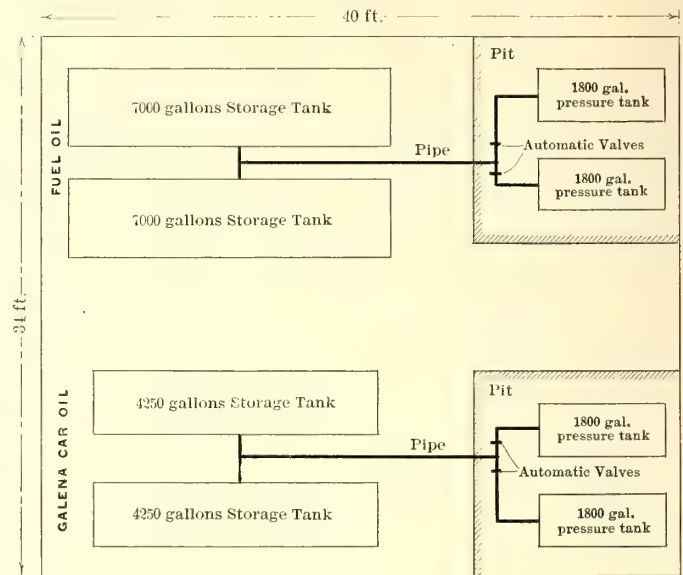 40 ft.
Pit
7000 gallons Storage Tank
1800 gal.
pressure tank
FUEL OIL
Pipe
Automatic Valves
1800 gal.
pressure tank
7000 gallons Storage Tank
31 ft.
Pit
4250 gallons Storage Tank
1800 gal.
pressure tank
GALENA CAR OIL
Pipe
Automatic Valves
4250 gallons Storage Tank
1800 gal.
pressure tank